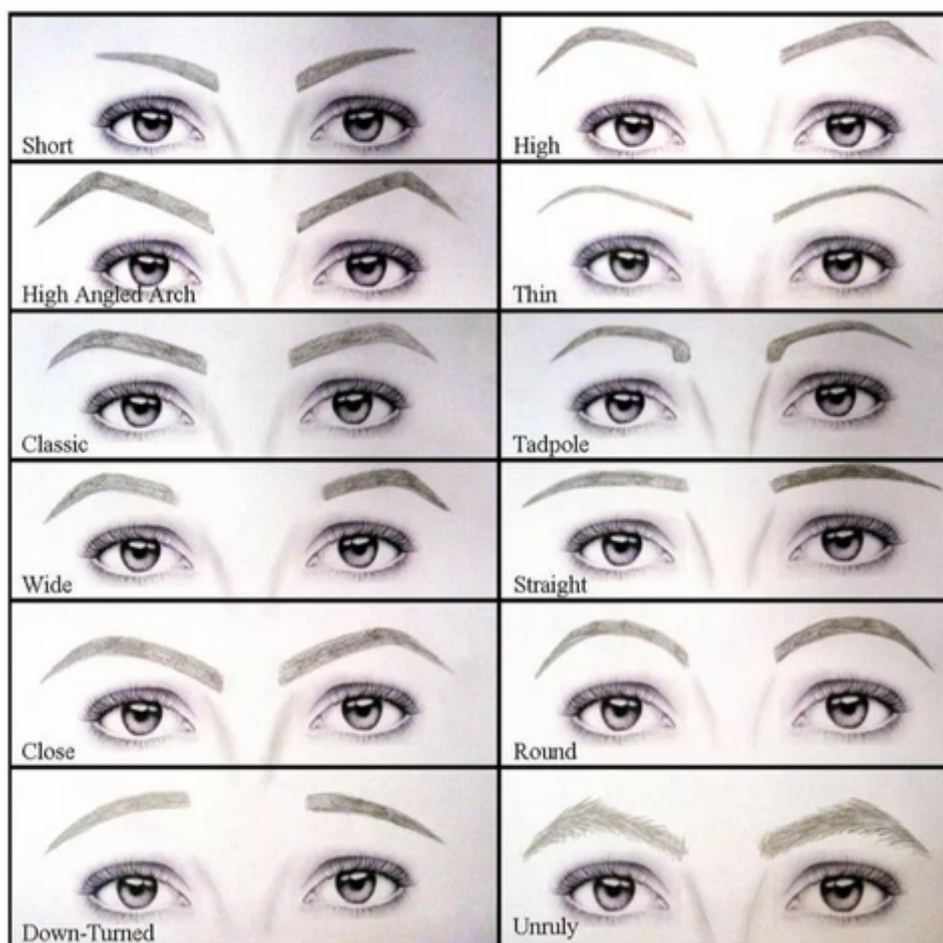 Short
High
High Angled Arch
Thin
Classic
Tadpole
Wide
Straight
Close
Round
Down-Turned
Unruly